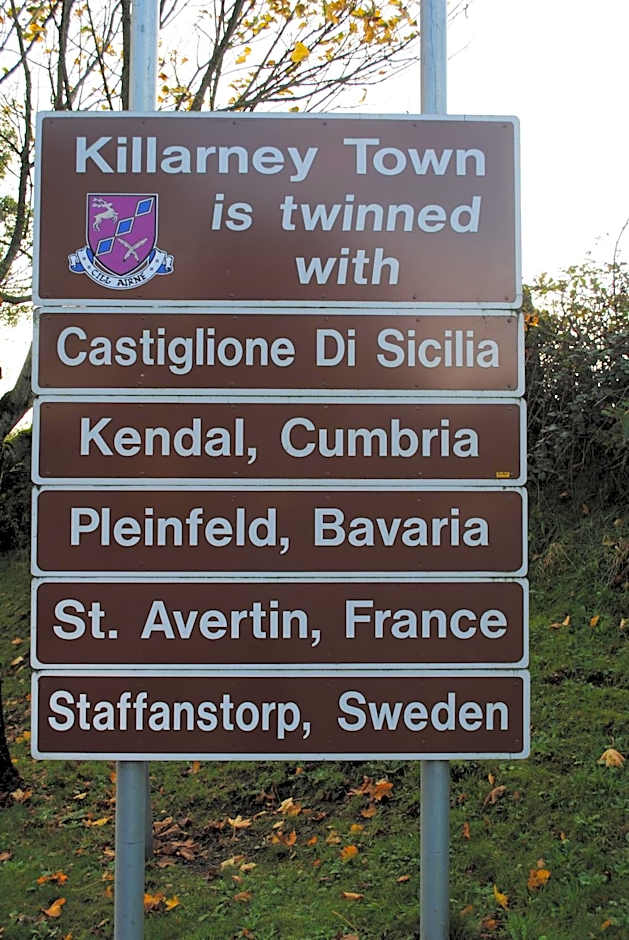 Killarney Town
is twinned
with
CILL AIRNE
Castiglione Di Sicilia
Kendal, Cumbria
Pleinfeld, Bavaria
St. Avertin, France
Staffanstorp, Sweden